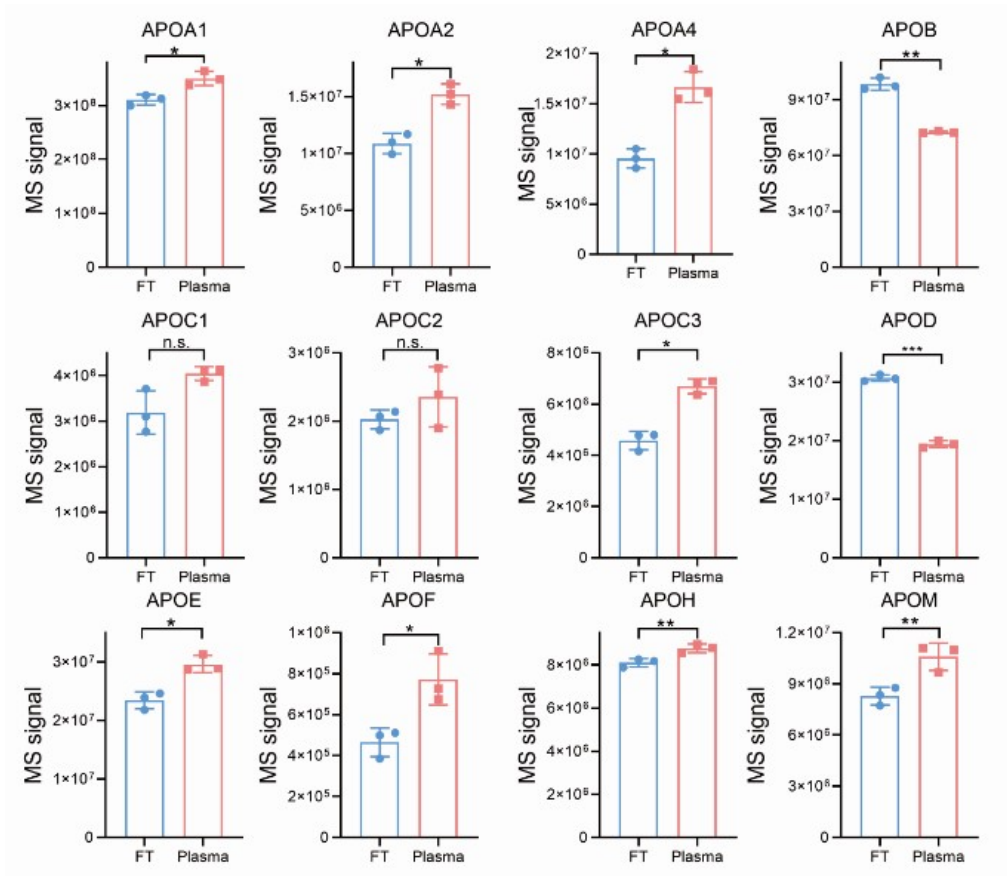 APOA1
*
3×10⁸
2×10⁸
1×10⁸
0
MS signal
FT Plasma
APOA2
*
1.5×10⁷
1×10⁷
5×10⁶
0
MS signal
FT Plasma
APOA4
*
2×10⁷
1.5×10⁷
1×10⁷
5×10⁶
0
MS signal
FT Plasma
APOB
**
9×10⁷
6×10⁷
3×10⁷
0
MS signal
FT Plasma
APOC1
n.s.
4×10⁶
3×10⁶
2×10⁶
1×10⁶
0
MS signal
FT Plasma
APOC2
n.s.
3×10⁶
2×10⁶
1×10⁶
0
MS signal
FT Plasma
APOC3
*
8×10⁶
6×10⁶
4×10⁶
2×10⁶
0
MS signal
FT Plasma
APOD
***
3×10⁷
2×10⁷
1×10⁷
0
MS signal
FT Plasma
APOE
*
3×10⁷
2×10⁷
1×10⁷
0
MS signal
FT Plasma
APOF
*
1×10⁶
8×10⁵
6×10⁵
4×10⁵
2×10⁵
0
MS signal
FT Plasma
APOH
**
8×10⁶
6×10⁶
4×10⁶
2×10⁶
0
MS signal
FT Plasma
APOM
**
1.2×10⁷
9×10⁶
6×10⁶
3×10⁶
0
MS signal
FT Plasma